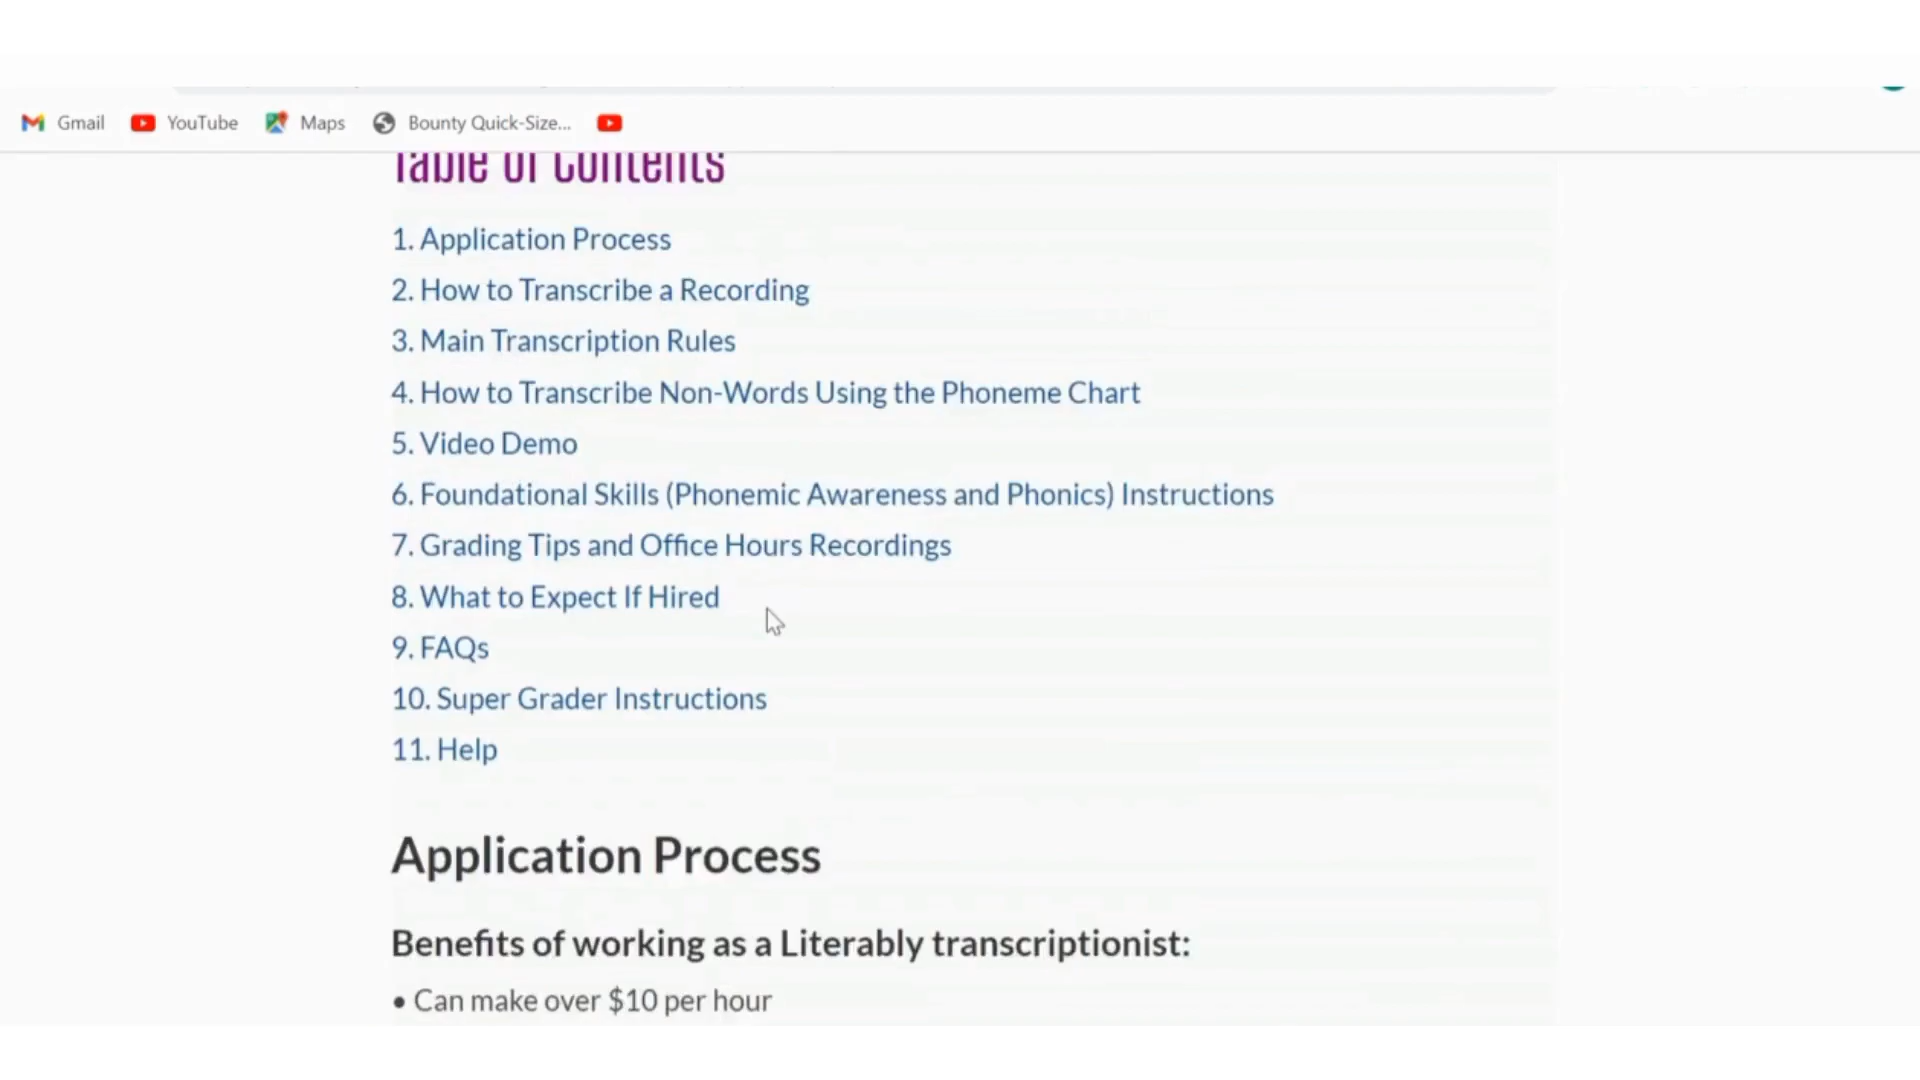 Gmail YouTube Maps Bounty Quick-Size...
Table of Contents
1. Application Process
2. How to Transcribe a Recording
3. Main Transcription Rules
4. How to Transcribe Non-Words Using the Phoneme Chart
5. Video Demo
6. Foundational Skills (Phonemic Awareness and Phonics) Instructions
7. Grading Tips and Office Hours Recordings
8. What to Expect If Hired
9. FAQs
10. Super Grader Instructions
11. Help
Application Process
Benefits of working as a Literably transcriptionist:
• Can make over $10 per hour